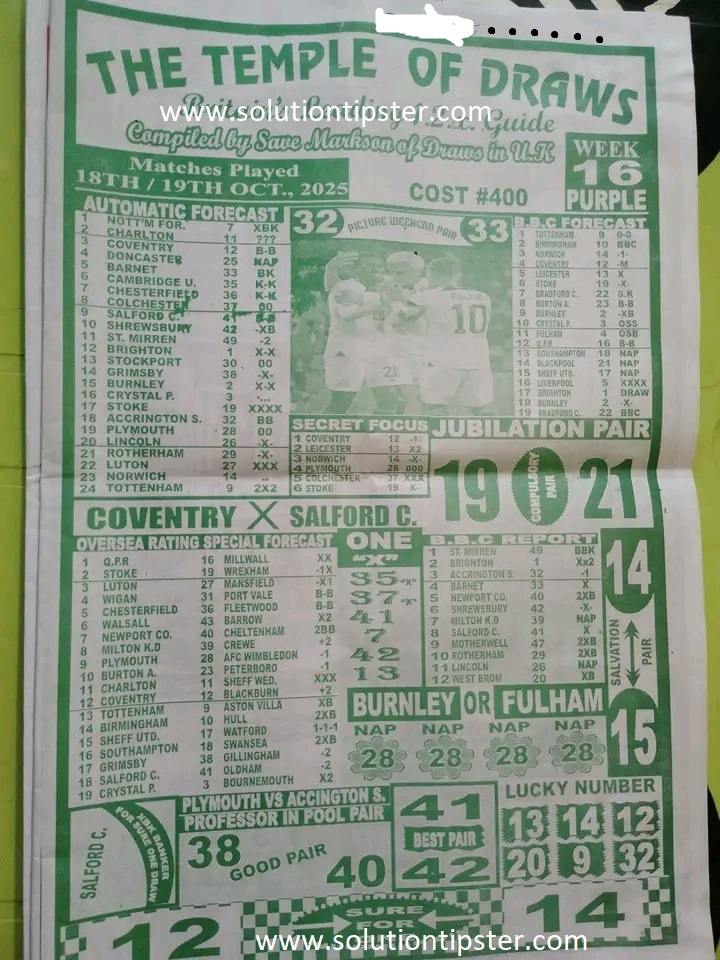 THE TEMPLE OF DRAWS
www.solutiontipster.com
Guide
Compiled by Save Markson of Draws in U.K
WEEK
16
PURPLE
Matches Played
18TH / 19TH OCT., 2025
COST #400
AUTOMATIC FORECAST
1 NOTT'M FOR. 7 XBK
2 CHARLTON 11 ???
3 COVENTRY 12 B-B
4 DONCASTER 25 NAP
5 BARNET 33 BK
6 CAMBRIDGE U. 35 K-K
7 CHESTERFIELD 36 K-K
8 COLCHESTER 37 00
9 SALFORD C. 41
10 SHREWSBURY 42 -XB
11 ST. MIRREN 49 -2
12 BRIGHTON 1 X-X
13 STOCKPORT 30 00
14 GRIMSBY 38 -X-
15 BURNLEY 2 X-X
16 CRYSTAL P. 3
17 STOKE 19 XXXX
18 ACCRINGTON S. 32 BB
19 PLYMOUTH 28 00
20 LINCOLN 26 -X-
21 ROTHERHAM 29 -X-
22 LUTON 27 XXX
23 NORWICH 14
24 TOTTENHAM 9 2X2
32 PICTURE WEEKEND PAIR 33
10
20
21
B.B.C FORECAST
1 TOTTENHAM 9 0-0
2 BIRMINGHAM 10 BBC
3 NORWICH 14 -1-
4 COVENTRY 12 -M
5 LEICESTER 13 X
6 STOKE 19 -X-
7 BRADFORD C. 22 0.K
8 BURTON A. 23 B-B
9 BURNLEY 2 -XB
10 CRYSTAL P. 3 OSS
11 FULHAM 4 OSB
12 Q.P.R 16 B-B
13 SOUTHAMPTON 18 NAP
14 BLACKPOOL 21 NAP
15 SHEFF UTD. 17 NAP
16 LIVERPOOL 5 XXXX
17 BRIGHTON 1 DRAW
18 BURNLEY 2 -X-
19 BRADFORD C. 22 BBC
SECRET FOCUS
1 COVENTRY 12 -1-
2 LEICESTER 13 X2
3 NORWICH 14 -X-
4 PLYMOUTH 28 000
5 COLCHESTER 37 XXX
6 STOKE 19 X-
JUBILATION PAIR
19 COMPULSORY PAIR 21
COVENTRY X SALFORD C.
OVERSEA RATING SPECIAL FORECAST
1 Q.P.R 16 MILLWALL XX
2 STOKE 19 WREXHAM -1X
3 LUTON 27 MANSFIELD -X1
4 WIGAN 31 PORT VALE B-B
5 CHESTERFIELD 36 FLEETWOOD B-B
6 WALSALL 43 BARROW X2
7 NEWPORT CO. 40 CHELTENHAM 2BB
8 MILTON K.D 39 CREWE +2
9 PLYMOUTH 28 AFC WIMBLEDON -1
10 BURTON A. 23 PETERBORO -1
11 CHARLTON 11 SHEFF WED. XXX
12 COVENTRY 12 BLACKBURN +2
13 TOTTENHAM 9 ASTON VILLA XB
14 BIRMINGHAM 10 HULL 2XB
15 SHEFF UTD. 17 WATFORD 1-1-1
16 SOUTHAMPTON 18 SWANSEA 2XB
17 GRIMSBY 38 GILLINGHAM -2
18 SALFORD C. 41 OLDHAM -2
19 CRYSTAL P. 3 BOURNEMOUTH X2
ONE
"X"
35"X"
37"X"
41
7
42
13
B.B.C REPORT
1 ST. MIRREN 49 BBK
2 BRIGHTON 1 Xx2
3 ACCRINGTON S. 32 -1
4 BARNET 33 X
5 NEWPORT CO. 40 2XB
6 SHREWSBURY 42 -X-
7 MILTON K.D 39 NAP
8 SALFORD C. 41 X
9 MOTHERWELL 47 2XB
10 ROTHERHAM 29 2XB
11 LINCOLN 26 NAP
12 WEST BROM 20 XB
14
SALVATION PAIR
15
BURNLEY OR FULHAM
NAP NAP NAP NAP
28 28 28 28
SALFORD C.
XBK BANKER
FOR SURE ONE DRAW
PLYMOUTH VS ACCINGTON S.
PROFESSOR IN POOL PAIR
38 GOOD PAIR 40
41
BEST PAIR
42
LUCKY NUMBER
13 14 12
20 9 32
12 SURE FOR 14
www.solutiontipster.com